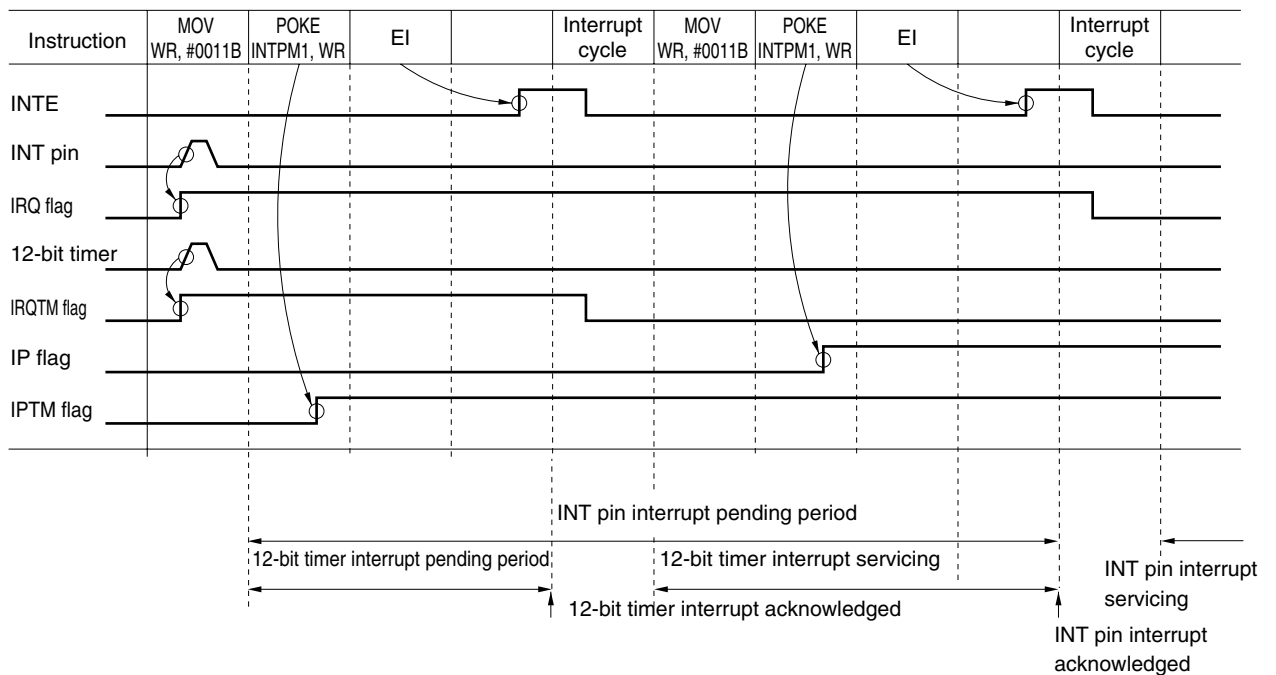 Instruction
MOV
WR, #0011B
POKE
INTPM1, WR
EI
Interrupt
cycle
MOV
WR, #0011B
POKE
INTPM1, WR
EI
Interrupt
cycle
INTE
INT pin
IRQ flag
12-bit timer
IRQTM flag
IP flag
IPTM flag
INT pin interrupt pending period
12-bit timer interrupt pending period
12-bit timer interrupt servicing
INT pin interrupt
servicing
12-bit timer interrupt acknowledged
INT pin interrupt
acknowledged